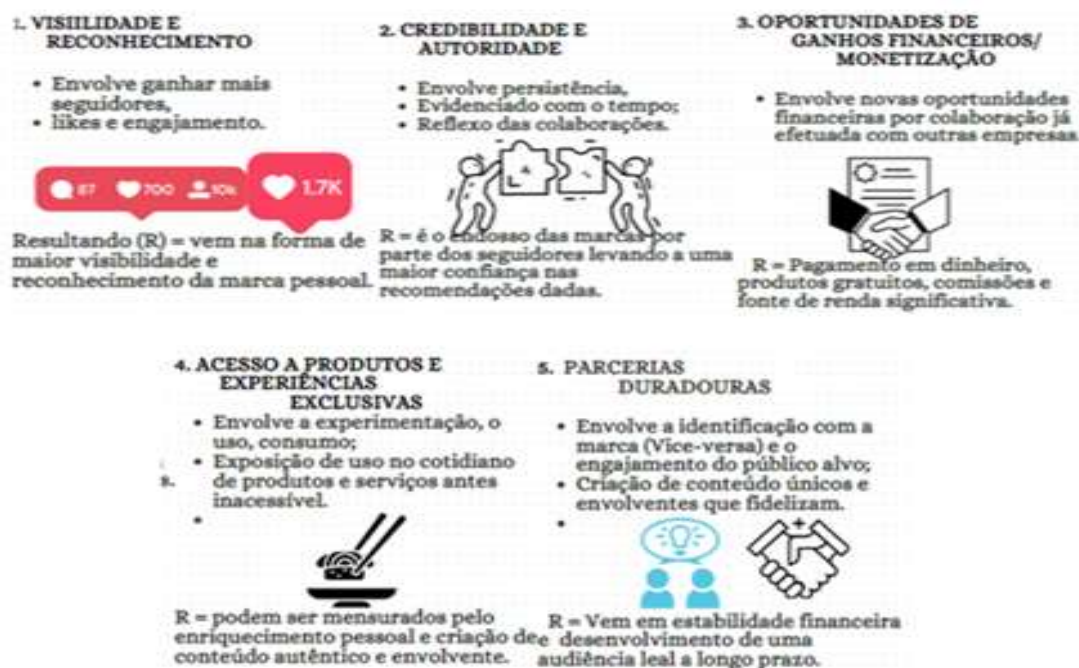 1. VISIILIDADE E
RECONHECIMENTO
• Envolve ganhar mais
seguidores,
• likes e engajamento.
87 700 10k 1.7K
Resultando (R) = vem na forma de
maior visibilidade e
reconhecimento da marca pessoal.
2. CREDIBILIDADE E
AUTORIDADE
• Envolve persistência,
• Evidenciado com o tempo;
• Reflexo das colaborações.
R = é o endosso das marcas por
parte dos seguidores levando a uma
maior confiança nas
recomendações dadas.
3. OPORTUNIDADES DE
GANHOS FINANCEIROS/
MONETIZAÇÃO
• Envolve novas oportunidades
financeiras por colaboração já
efetuada com outras empresas
R = Pagamento em dinheiro,
produtos gratuitos, comissões e
fonte de renda significativa.
4. ACESSO A PRODUTOS E
EXPERIÊNCIAS
EXCLUSIVAS
• Envolve a experimentação, o
uso, consumo;
• Exposição de uso no cotidiano
s. de produtos e serviços antes
inacessível.
•
R = podem ser mensurados pelo
enriquecimento pessoal e criação de
conteúdo autêntico e envolvente.
5. PARCERIAS
DURADOURAS
• Envolve a identificação com a
marca (Vice-versa) e o
engajamento do público alvo;
• Criação de conteúdo únicos e
envolventes que fidelizam.
•
R = Vem em estabilidade financeira
e desenvolvimento de uma
audiência leal a longo prazo.